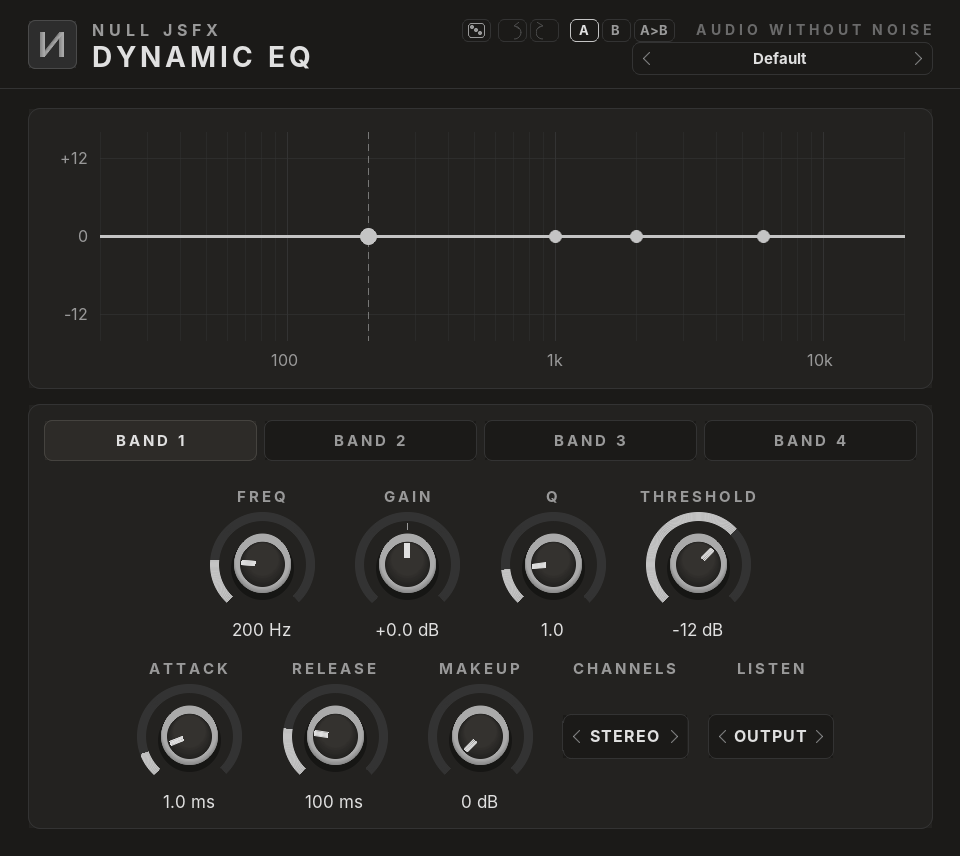 NULL JSFX
DYNAMIC EQ
A B A>B AUDIO WITHOUT NOISE
Default
+12
0
-12
100 1k 10k
BAND 1 BAND 2 BAND 3 BAND 4
FREQ GAIN Q THRESHOLD
200 Hz +0.0 dB 1.0 -12 dB
ATTACK RELEASE MAKEUP CHANNELS LISTEN
STEREO OUTPUT
1.0 ms 100 ms 0 dB